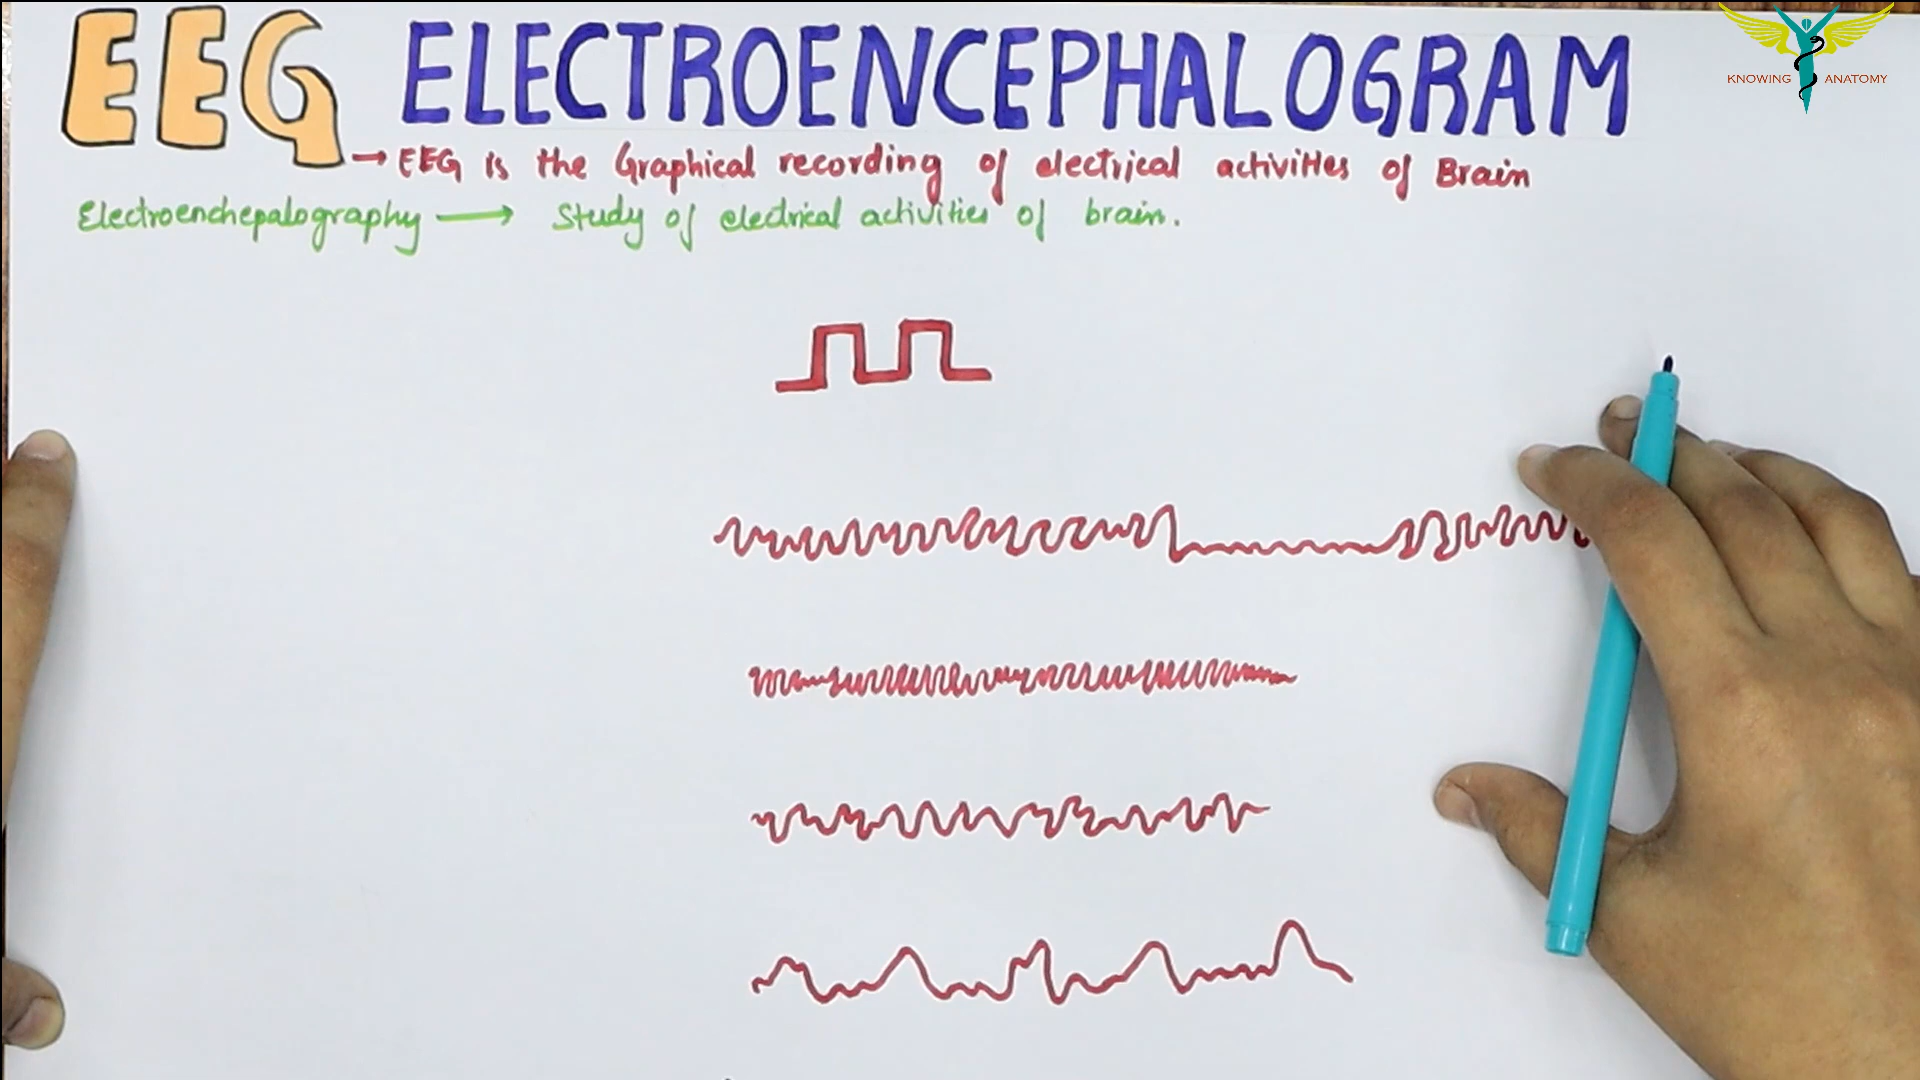 EEG ELECTROENCEPHALOGRAM
KNOWING ANATOMY
→ EEG is the Graphical recording of electrical activities of Brain
Electroenchepalography → Study of electrical activities of brain.